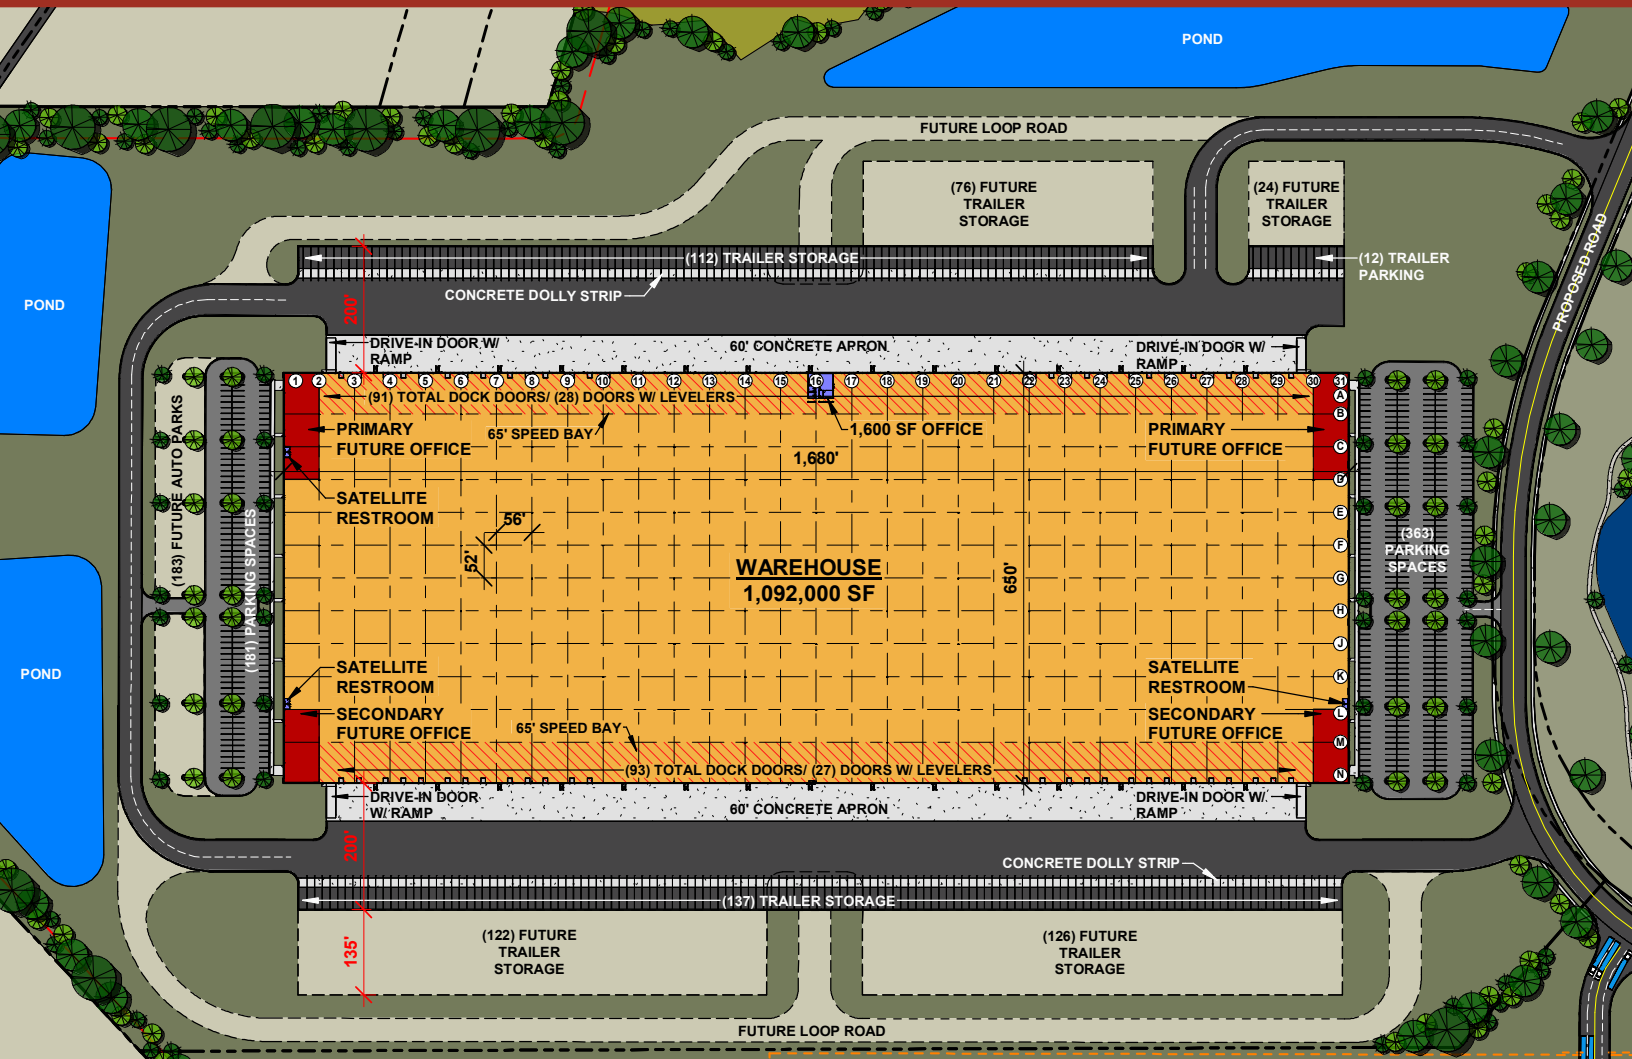 POND
FUTURE LOOP ROAD
(76) FUTURE
TRAILER
STORAGE
(24) FUTURE
TRAILER
STORAGE
PROPOSED ROAD
(112) TRAILER STORAGE
(12) TRAILER
PARKING
CONCRETE DOLLY STRIP
POND
200'
DRIVE-IN DOOR W/
RAMP
60' CONCRETE APRON
DRIVE-IN DOOR W/
RAMP
1 2 3 4 5 6 7 8 9 10 11 12 13 14 15 16 17 18 19 20 21 22 23 24 25 26 27 28 29 30 31
(91) TOTAL DOCK DOORS/ (28) DOORS W/ LEVELERS
A
B
C
D
E
F
G
H
J
K
L
M
N
PRIMARY
FUTURE OFFICE
65' SPEED BAY
1,600 SF OFFICE
PRIMARY
FUTURE OFFICE
1,680'
SATELLITE
RESTROOM
(183) FUTURE AUTO PARKS
(181) PARKING SPACES
56'
52'
WAREHOUSE
1,092,000 SF
650'
(363)
PARKING
SPACES
POND
SATELLITE
RESTROOM
SATELLITE
RESTROOM
SECONDARY
FUTURE OFFICE
65' SPEED BAY
SECONDARY
FUTURE OFFICE
(93) TOTAL DOCK DOORS/ (27) DOORS W/ LEVELERS
DRIVE-IN DOOR
W/ RAMP
60' CONCRETE APRON
DRIVE-IN DOOR W/
RAMP
200'
CONCRETE DOLLY STRIP
(137) TRAILER STORAGE
135'
(122) FUTURE
TRAILER
STORAGE
(126) FUTURE
TRAILER
STORAGE
FUTURE LOOP ROAD